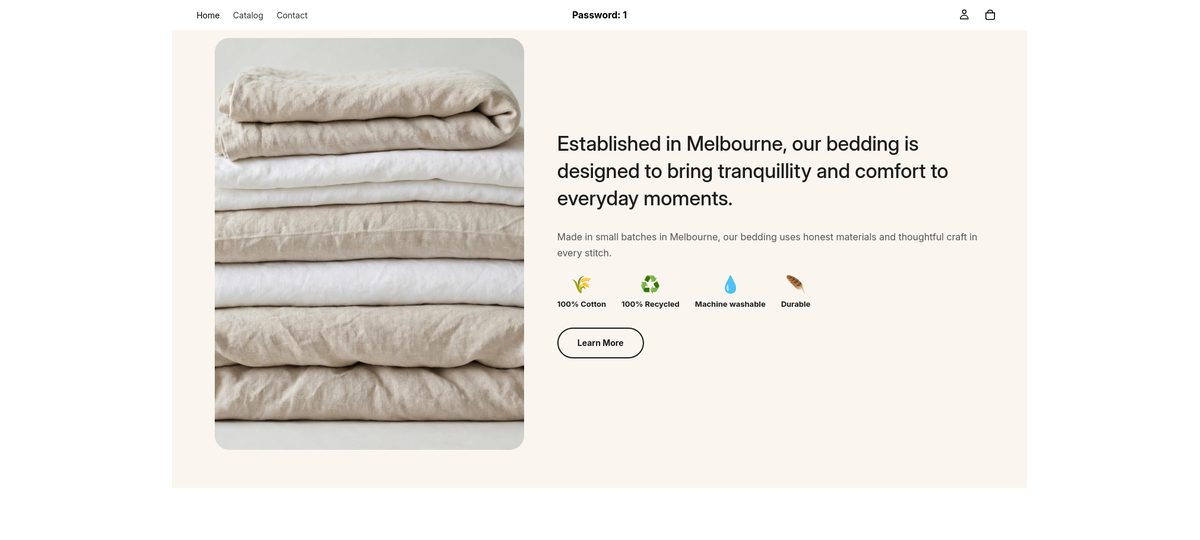 Home Catalog Contact Password: 1
Established in Melbourne, our bedding is
designed to bring tranquillity and comfort to
everyday moments.
Made in small batches in Melbourne, our bedding uses honest materials and thoughtful craft in
every stitch.
100% Cotton 100% Recycled Machine washable Durable
Learn More